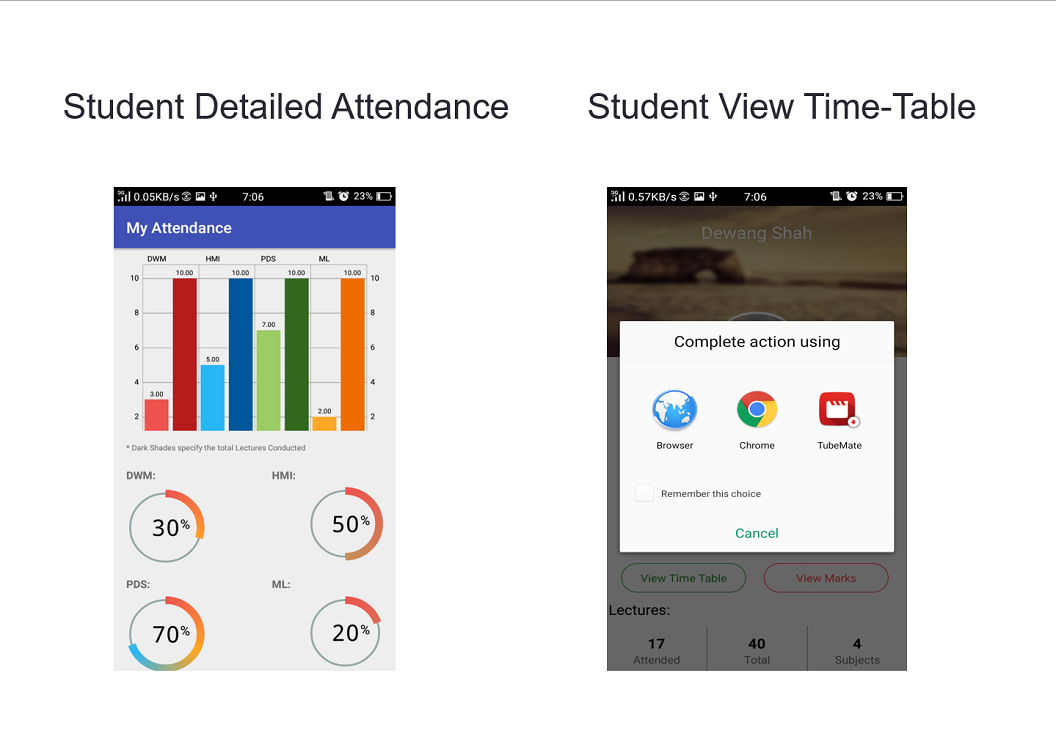 Student Detailed Attendance
Student View Time-Table
3G 0.05KB/s 7:06 23%
My Attendance
DWM HMI PDS ML
10.00 10.00 10.00 10.00
10 10
8 8
7.00
6 6
5.00
4 4
3.00
2.00
2 2
* Dark Shades specify the total Lectures Conducted
DWM: HMI:
30% 50%
PDS: ML:
70% 20%
3G 0.57KB/s 7:06 23%
Dewang Shah
Complete action using
Browser Chrome TubeMate
Remember this choice
Cancel
View Time Table View Marks
Lectures:
17 40 4
Attended Total Subjects